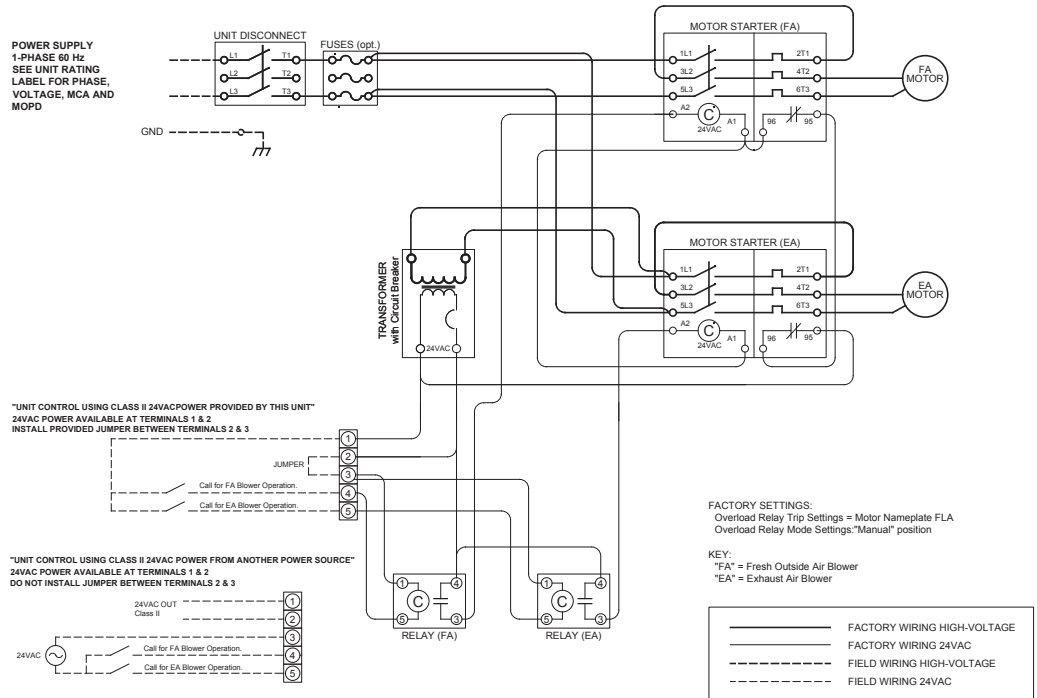 POWER SUPPLY
1-PHASE 60 Hz
SEE UNIT RATING
LABEL FOR PHASE,
VOLTAGE, MCA AND
MOPD
UNIT DISCONNECT
L1 T1
L2 T2
L3 T3
FUSES (opt.)
GND
MOTOR STARTER (FA)
1L1 2T1
3L2 4T2
5L3 6T3
A2 C A1 96 95
24VAC
FA
MOTOR
MOTOR STARTER (EA)
1L1 2T1
3L2 4T2
5L3 6T3
A2 C A1 96 95
24VAC
EA
MOTOR
TRANSFORMER
with Circuit Breaker
24VAC
"UNIT CONTROL USING CLASS II 24VACPOWER PROVIDED BY THIS UNIT"
24VAC POWER AVAILABLE AT TERMINALS 1 & 2
INSTALL PROVIDED JUMPER BETWEEN TERMINALS 2 & 3
1
2
JUMPER
3
Call for FA Blower Operation.
4
Call for EA Blower Operation.
5
"UNIT CONTROL USING CLASS II 24VAC POWER FROM ANOTHER POWER SOURCE"
24VAC POWER AVAILABLE AT TERMINALS 1 & 2
DO NOT INSTALL JUMPER BETWEEN TERMINALS 2 & 3
24VAC OUT
Class II
1
2
3
24VAC
Call for FA Blower Operation.
4
Call for EA Blower Operation.
5
1 4
C
5 3
RELAY (FA)
1 4
C
5 3
RELAY (EA)
FACTORY SETTINGS:
Overload Relay Trip Settings = Motor Nameplate FLA
Overload Relay Mode Settings:"Manual" position
KEY:
"FA" = Fresh Outside Air Blower
"EA" = Exhaust Air Blower
FACTORY WIRING HIGH-VOLTAGE
FACTORY WIRING 24VAC
FIELD WIRING HIGH-VOLTAGE
FIELD WIRING 24VAC